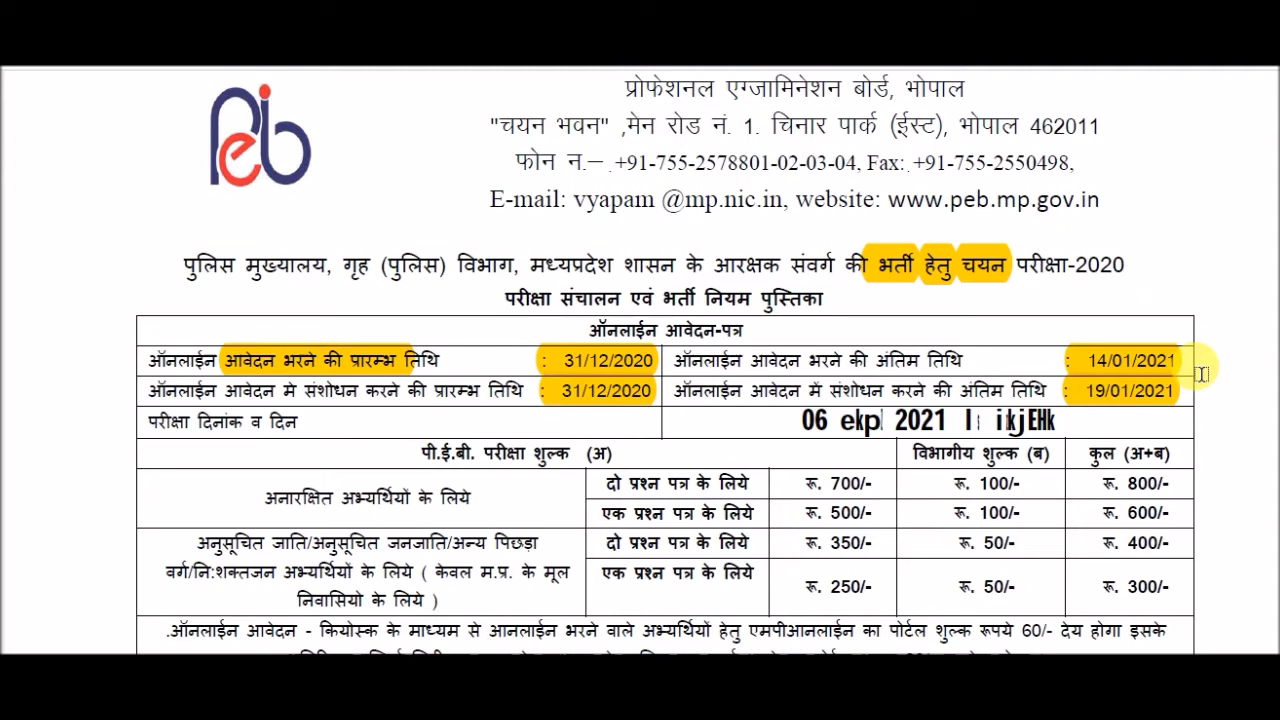 Peb
प्रोफेशनल एग्जामिनेशन बोर्ड, भोपाल
"चयन भवन" ,मेन रोड नं. 1. चिनार पार्क (ईस्ट), भोपाल 462011
फोन न.– .+91-755-2578801-02-03-04, Fax: +91-755-2550498,
E-mail: vyapam @mp.nic.in, website: www.peb.mp.gov.in
पुलिस मुख्यालय, गृह (पुलिस) विभाग, मध्यप्रदेश शासन के आरक्षक संवर्ग की भर्ती हेतु चयन परीक्षा-2020
परीक्षा संचालन एवं भर्ती नियम पुस्तिका
ऑनलाईन आवेदन-पत्र
ऑनलाईन आवेदन भरने की प्रारम्भ तिथि : 31/12/2020 ऑनलाईन आवेदन भरने की अंतिम तिथि : 14/01/2021
ऑनलाईन आवेदन मे संशोधन करने की प्रारम्भ तिथि : 31/12/2020 ऑनलाईन आवेदन में संशोधन करने की अंतिम तिथि : 19/01/2021
परीक्षा दिनांक व दिन 06 2021
पी.ई.बी. परीक्षा शुल्क (अ) विभागीय शुल्क (ब) कुल (अ+ब)
अनारक्षित अभ्यर्थियों के लिये दो प्रश्न पत्र के लिये रू. 700/- रू. 100/- रू. 800/-
एक प्रश्न पत्र के लिये रू. 500/- रू. 100/- रू. 600/-
अनुसूचित जाति/अनुसूचित जनजाति/अन्य पिछड़ा दो प्रश्न पत्र के लिये रू. 350/- रू. 50/- रू. 400/-
वर्ग/नि:शक्तजन अभ्यर्थियों के लिये ( केवल म.प्र. के मूल एक प्रश्न पत्र के लिये रू. 250/- रू. 50/- रू. 300/-
निवासियो के लिये )
.ऑनलाईन आवेदन - कियोस्क के माध्यम से आनलाईन भरने वाले अभ्यर्थियों हेतु एमपीआनलाईन का पोर्टल शुल्क रूपये 60/- देय होगा इसके